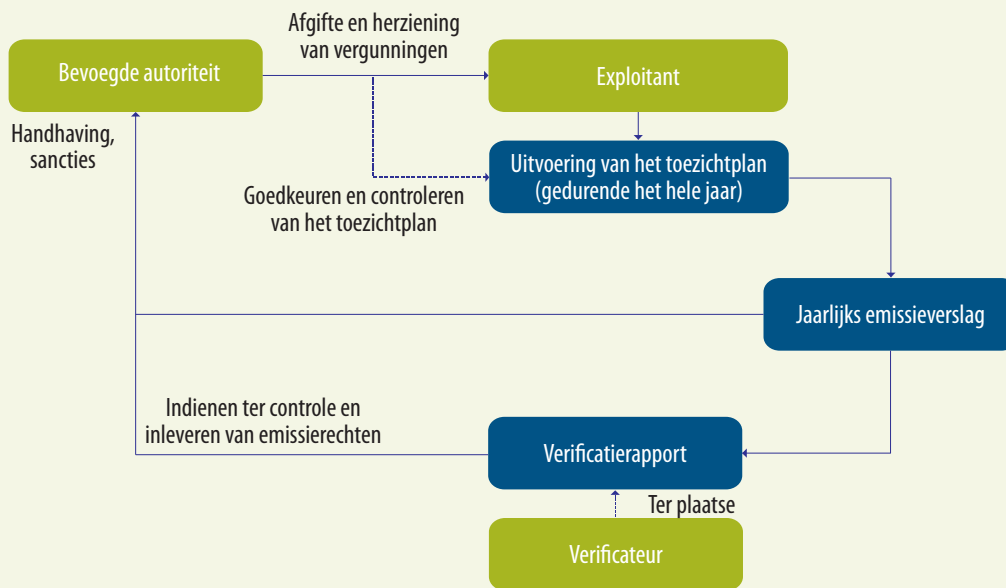 Afgifte en herziening
van vergunningen
Bevoegde autoriteit
Exploitant
Handhaving,
sancties
Uitvoering van het toezichtplan
(gedurende het hele jaar)
Goedkeuren en controleren
van het toezichtplan
Jaarlijks emissieverslag
Indienen ter controle en
inleveren van emissierechten
Verificatierapport
Ter plaatse
Verificateur